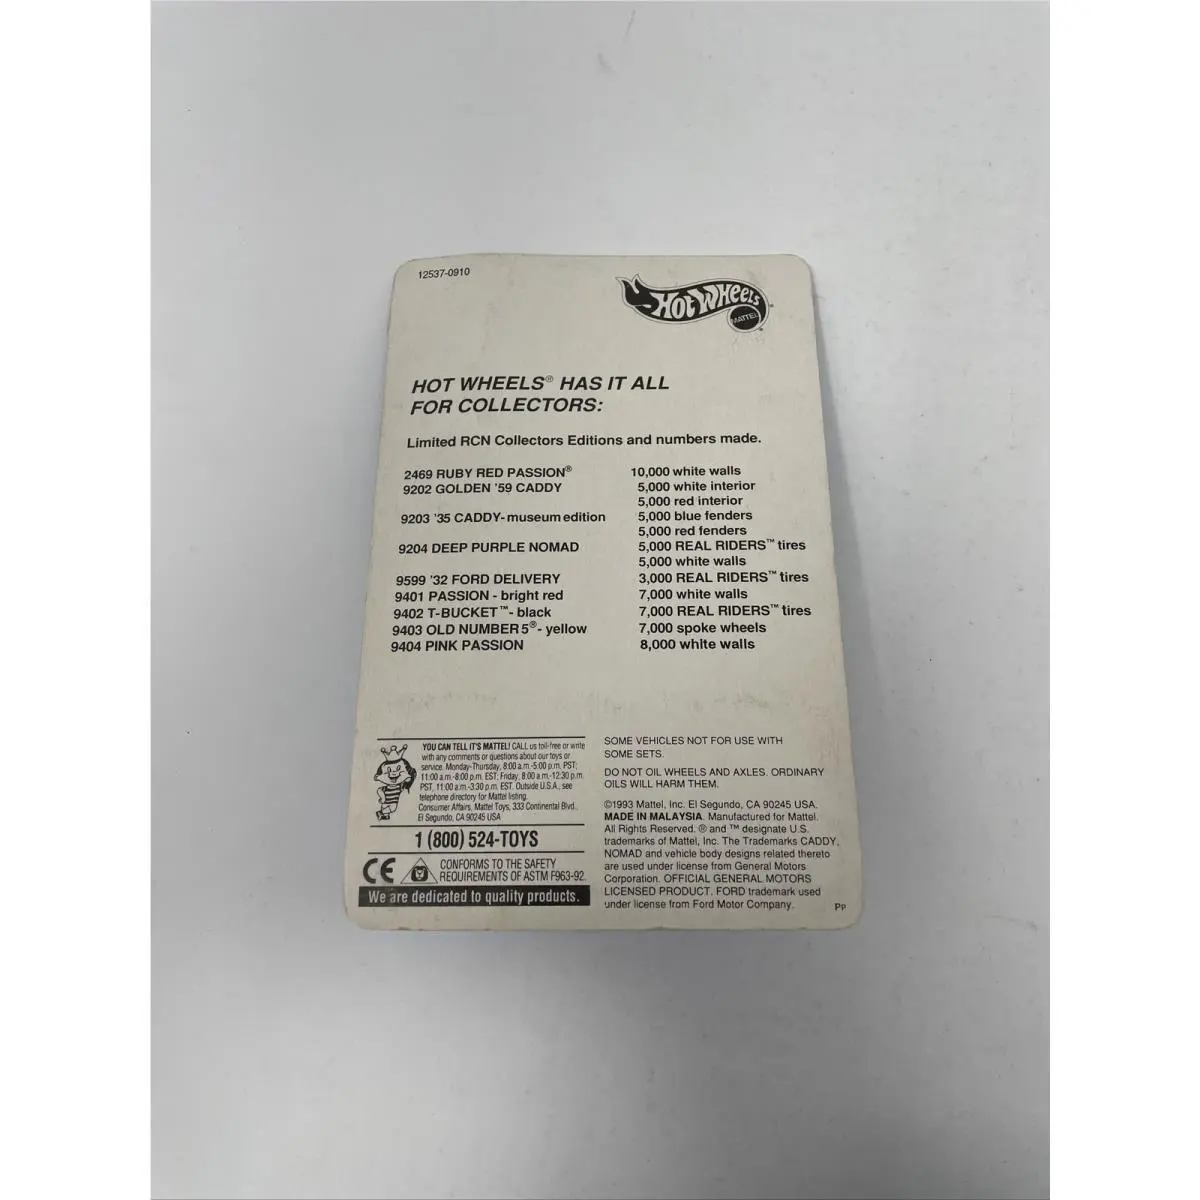 12537-0910
HOT WHEELS
MATTEL
HOT WHEELS® HAS IT ALL
FOR COLLECTORS:
Limited RCN Collectors Editions and numbers made.
2469 RUBY RED PASSION® 10,000 white walls
9202 GOLDEN '59 CADDY 5,000 white interior
5,000 red interior
9203 '35 CADDY-museum edition 5,000 blue fenders
5,000 red fenders
9204 DEEP PURPLE NOMAD 5,000 REAL RIDERS™ tires
5,000 white walls
9599 '32 FORD DELIVERY 3,000 REAL RIDERS™ tires
9401 PASSION - bright red 7,000 white walls
9402 T-BUCKET™- black 7,000 REAL RIDERS™ tires
9403 OLD NUMBER 5®- yellow 7,000 spoke wheels
9404 PINK PASSION 8,000 white walls
YOU CAN TELL IT'S MATTEL! CALL us toll-free or write
with any comments or questions about our toys or
service. Monday-Thursday, 8:00 a.m.-5:00 p.m. PST;
11:00 a.m.-8:00 p.m. EST; Friday, 8:00 a.m.-12:30 p.m.
PST, 11:00 a.m.-3:30 p.m. EST. Outside U.S.A., see
telephone directory for Mattel listing.
Consumer Affairs, Mattel Toys, 333 Continental Blvd.,
El Segundo, CA 90245 USA
1 (800) 524-TOYS
CE CONFORMS TO THE SAFETY
REQUIREMENTS OF ASTM F963-92.
We are dedicated to quality products.
SOME VEHICLES NOT FOR USE WITH
SOME SETS.
DO NOT OIL WHEELS AND AXLES. ORDINARY
OILS WILL HARM THEM.
©1993 Mattel, Inc. El Segundo, CA 90245 USA.
MADE IN MALAYSIA. Manufactured for Mattel.
All Rights Reserved. ® and ™ designate U.S.
trademarks of Mattel, Inc. The Trademarks CADDY,
NOMAD and vehicle body designs related thereto
are used under license from General Motors
Corporation. OFFICIAL GENERAL MOTORS
LICENSED PRODUCT. FORD trademark used
under license from Ford Motor Company.
PP